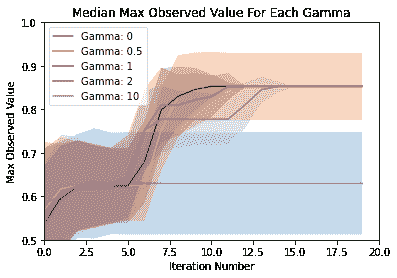 Median Max Observed Value For Each Gamma
1.0
0.9
0.8
0.7
0.6
0.5
Max Observed Value
Gamma: 0
Gamma: 0.5
Gamma: 1
Gamma: 2
Gamma: 10
0.0 2.5 5.0 7.5 10.0 12.5 15.0 17.5 20.0
Iteration Number